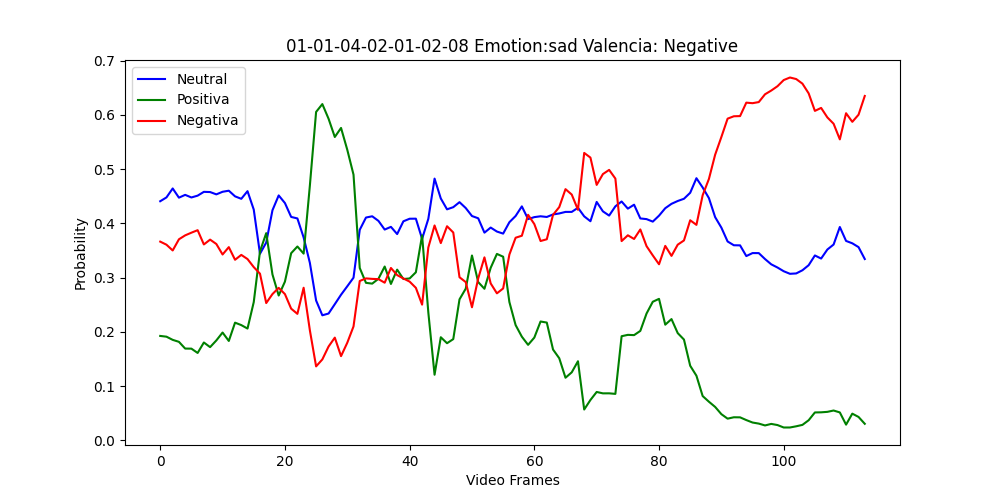 01-01-04-02-01-02-08 Emotion:sad Valencia: Negative
Neutral
Positiva
Negativa
Probability
0.7
0.6
0.5
0.4
0.3
0.2
0.1
0.0
0 20 40 60 80 100
Video Frames